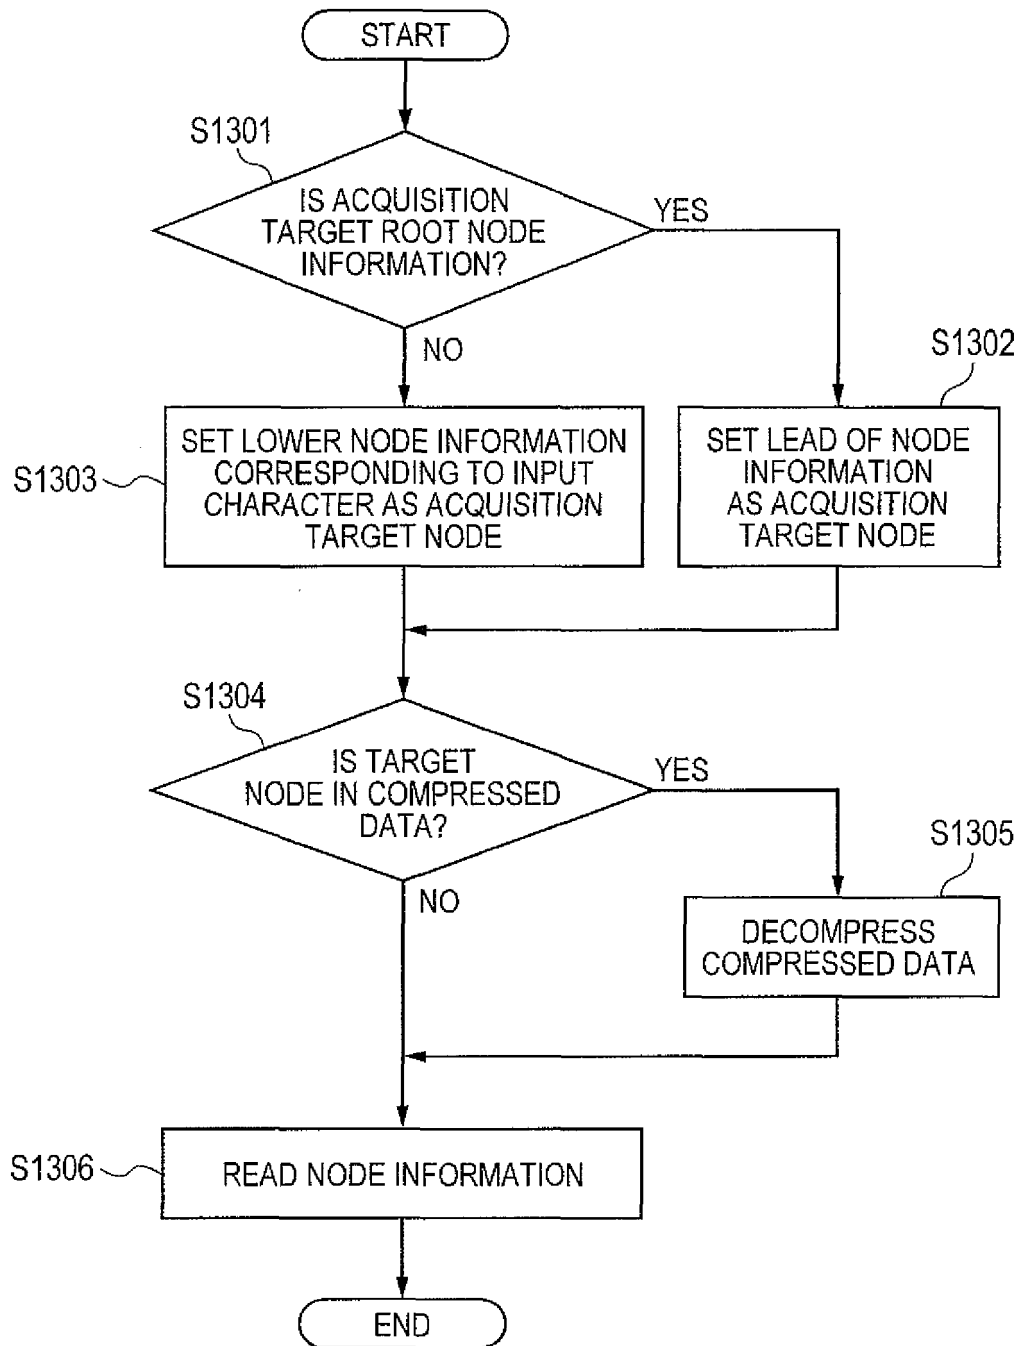 START
S1301
IS ACQUISITION
TARGET ROOT NODE
INFORMATION?
YES
NO
S1302
SET LEAD OF NODE
INFORMATION
AS ACQUISITION
TARGET NODE
S1303
SET LOWER NODE INFORMATION
CORRESPONDING TO INPUT
CHARACTER AS ACQUISITION
TARGET NODE
S1304
IS TARGET
NODE IN COMPRESSED
DATA?
YES
NO
S1305
DECOMPRESS
COMPRESSED DATA
S1306
READ NODE INFORMATION
END